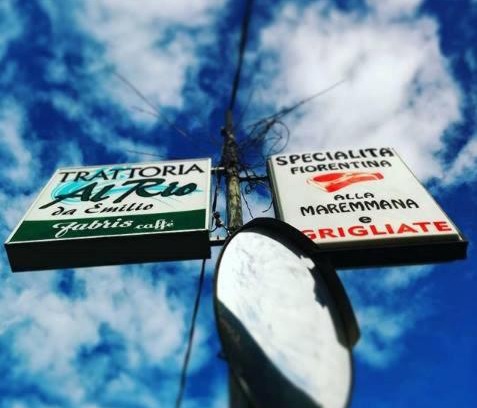 TRATTORIA
Al Rio
da Emilio
fabris caffè
SPECIALITÀ
FIORENTINA
ALLA
MAREMMANA
e
GRIGLIATE